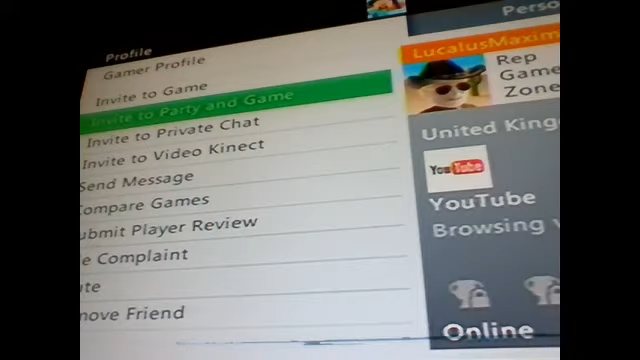 Profile
Gamer Profile
Invite to Game
Invite to Party and Game
Invite to Private Chat
Invite to Video Kinect
Send Message
ompare Games
ubmit Player Review
e Complaint
ute
move Friend
Perso
LucalusMaxim
Rep
Game
Zone
United Kingd
YouTube
YouTube
Browsing v
Online